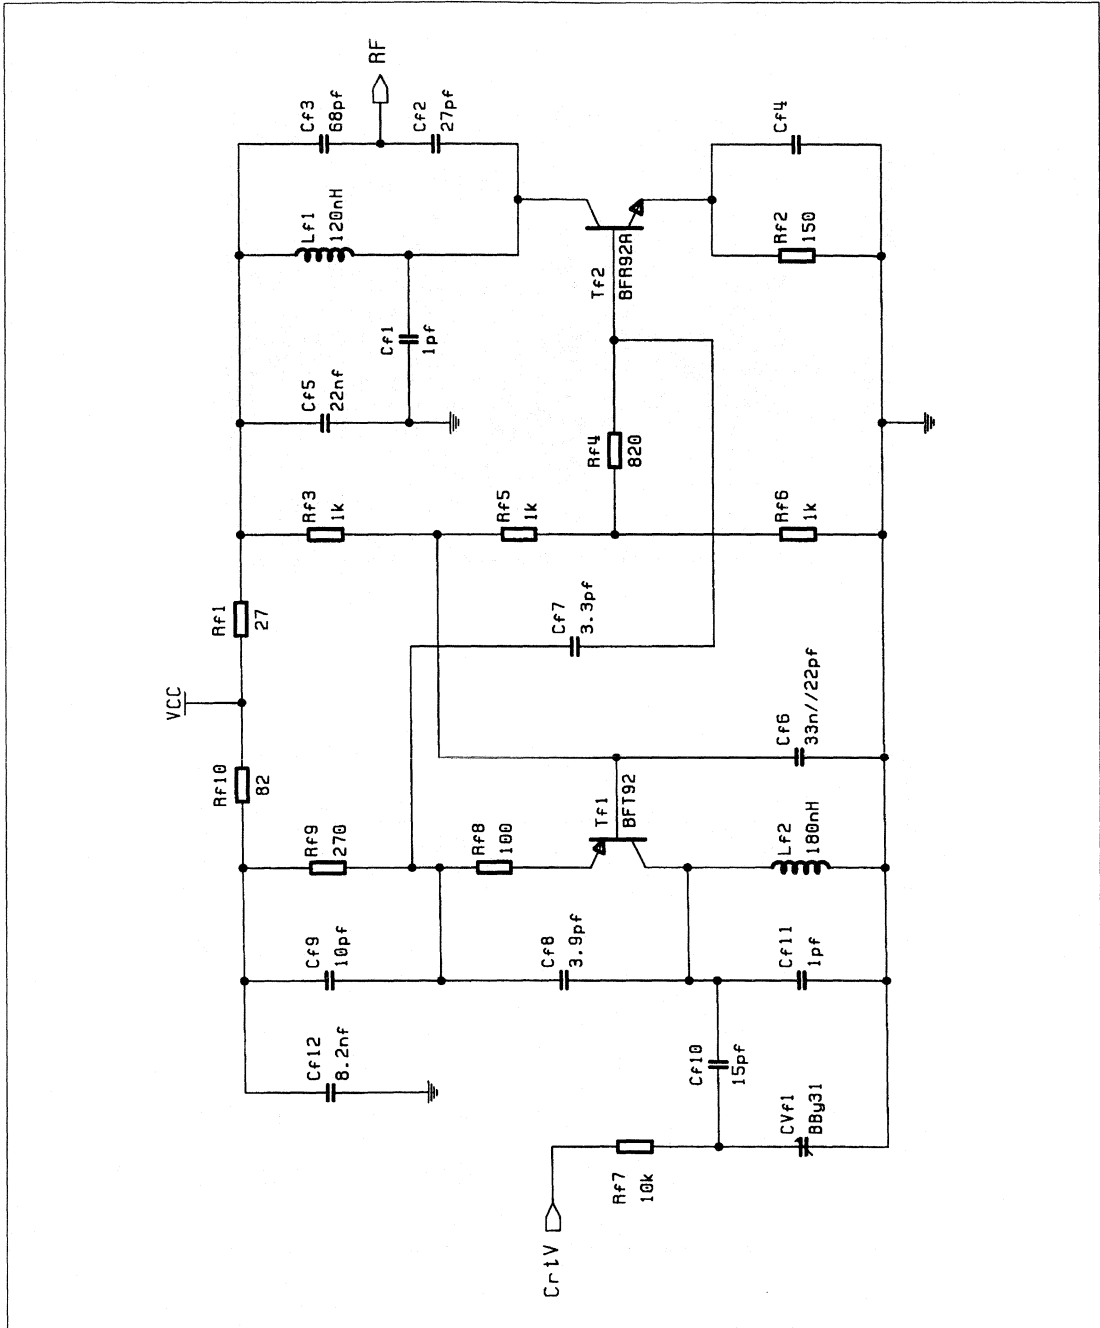 CrtV
Rf7
10k
CVf1
BBy31
Cf10
15pf
Cf12
8.2nf
Cf9
10pf
Cf8
3.9pf
Cf11
1pf
Rf9
270
Rf8
100
Tf1
BFT92
Lf2
180nH
Rf10
82
Cf6
33n//22pf
VCC
Cf7
3.3pf
Rf1
27
Rf3
1k
Rf5
1k
Rf6
1k
Rf4
820
Cf5
22nf
Cf1
1pf
Tf2
BFR92A
Lf1
120nH
Rf2
150
Cf3
68pf
Cf2
27pf
Cf4
RF